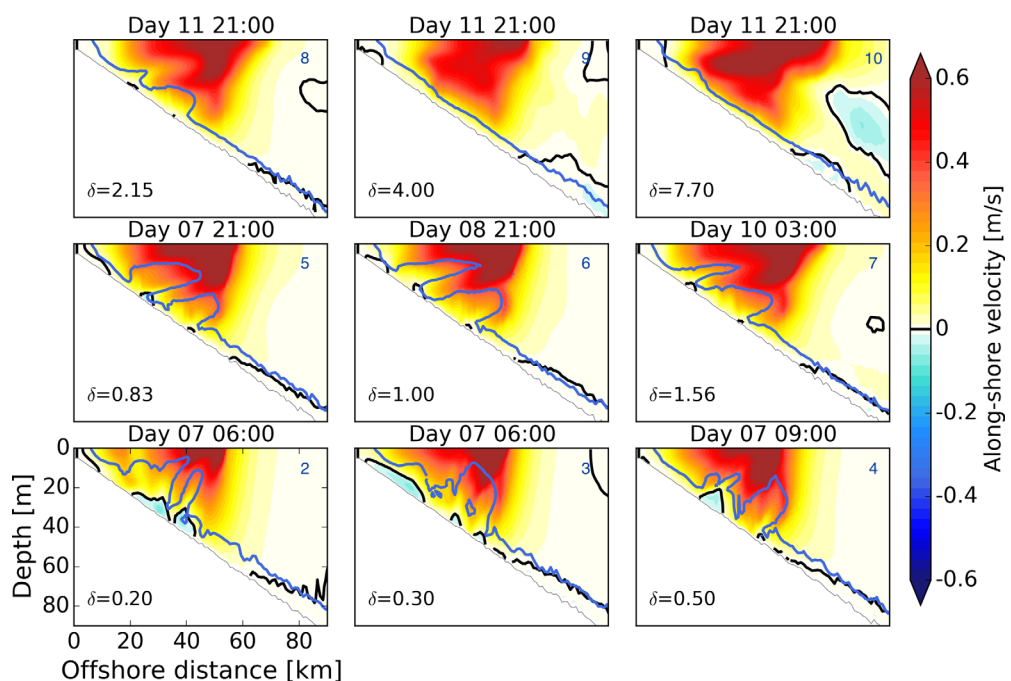 Day 11 21:00 Day 11 21:00 Day 11 21:00
8 9 10
δ=2.15 δ=4.00 δ=7.70
Day 07 21:00 Day 08 21:00 Day 10 03:00
5 6 7
δ=0.83 δ=1.00 δ=1.56
Day 07 06:00 Day 07 06:00 Day 07 09:00
2 3 4
δ=0.20 δ=0.30 δ=0.50
0
20
40
60
80
Depth [m]
0 20 40 60 80
Offshore distance [km]
0.6
0.4
0.2
0
-0.2
-0.4
-0.6
Along-shore velocity [m/s]